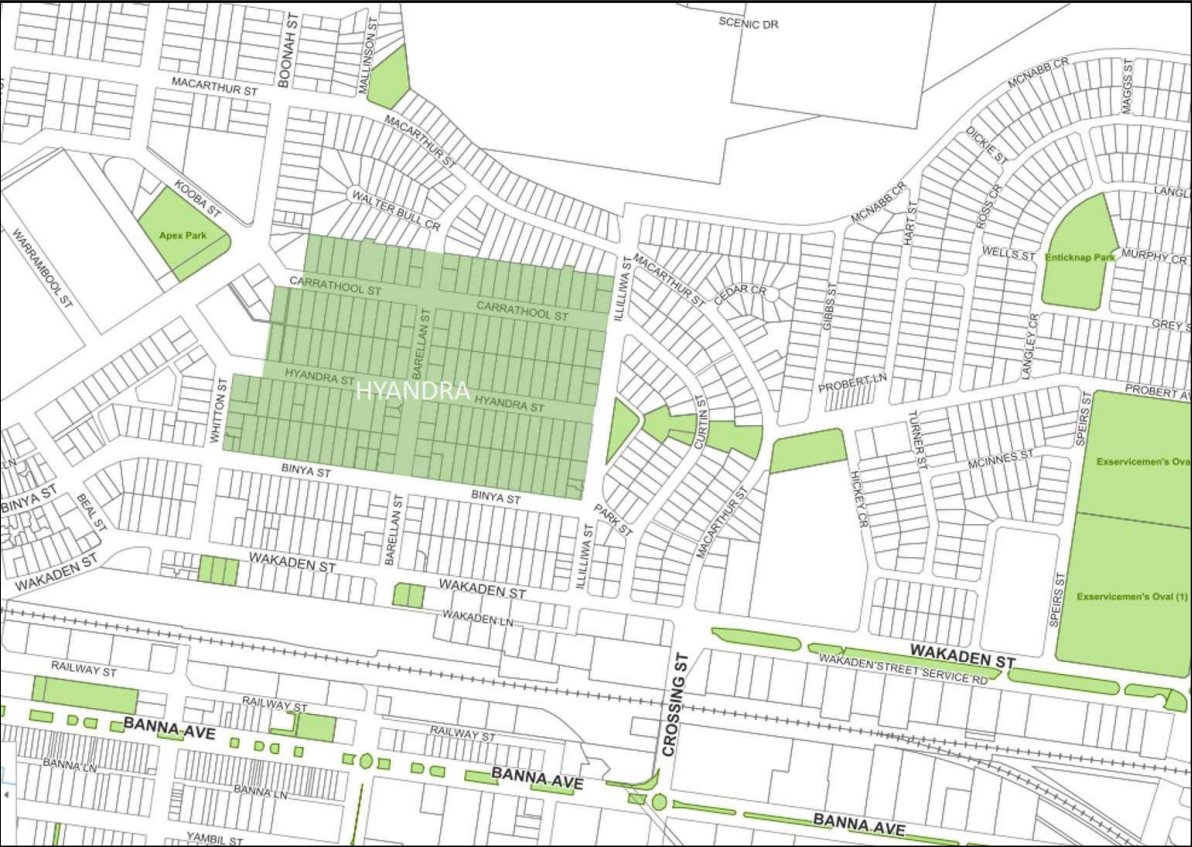 SCENIC DR
BOONAH ST
MALLINSON ST
MACARTHUR ST
MCNABB CR
MAGGS ST
MACARTHUR ST
DICKIE ST
KOOBA ST
WALTER BULL CR
MCNABB CR
HART ST
ROSS CR
Apex Park
WARRAMBOOL ST
WELLS ST
Enticknap Park
MURPHY CR
CARRATHOOL ST
CARRATHOOL ST
ILLILLIWA ST
MACARTHUR ST
CEDAR CR
GIBBS ST
LANGLEY CR
BARELLAN ST
HYANDRA ST
HYANDRA
HYANDRA ST
PROBERT LN
WHITTON ST
CURTIN ST
TURNER ST
SPEIRS ST
MCINNES ST
Exservicemen's Ova
BINYA ST
BINYA ST
BINYA ST
BEAL ST
BARELLAN ST
ILLILLIWA ST
PARK ST
MACARTHUR ST
HICKEY CR
WAKADEN ST
WAKADEN ST
WAKADEN ST
WAKADEN LN
SPEIRS ST
Exservicemen's Oval (1)
WAKADEN ST
WAKADEN STREET SERVICE RD
RAILWAY ST
RAILWAY ST
RAILWAY ST
CROSSING ST
BANNA AVE
BANNA LN
BANNA LN
BANNA AVE
BANNA AVE
YAMBIL ST